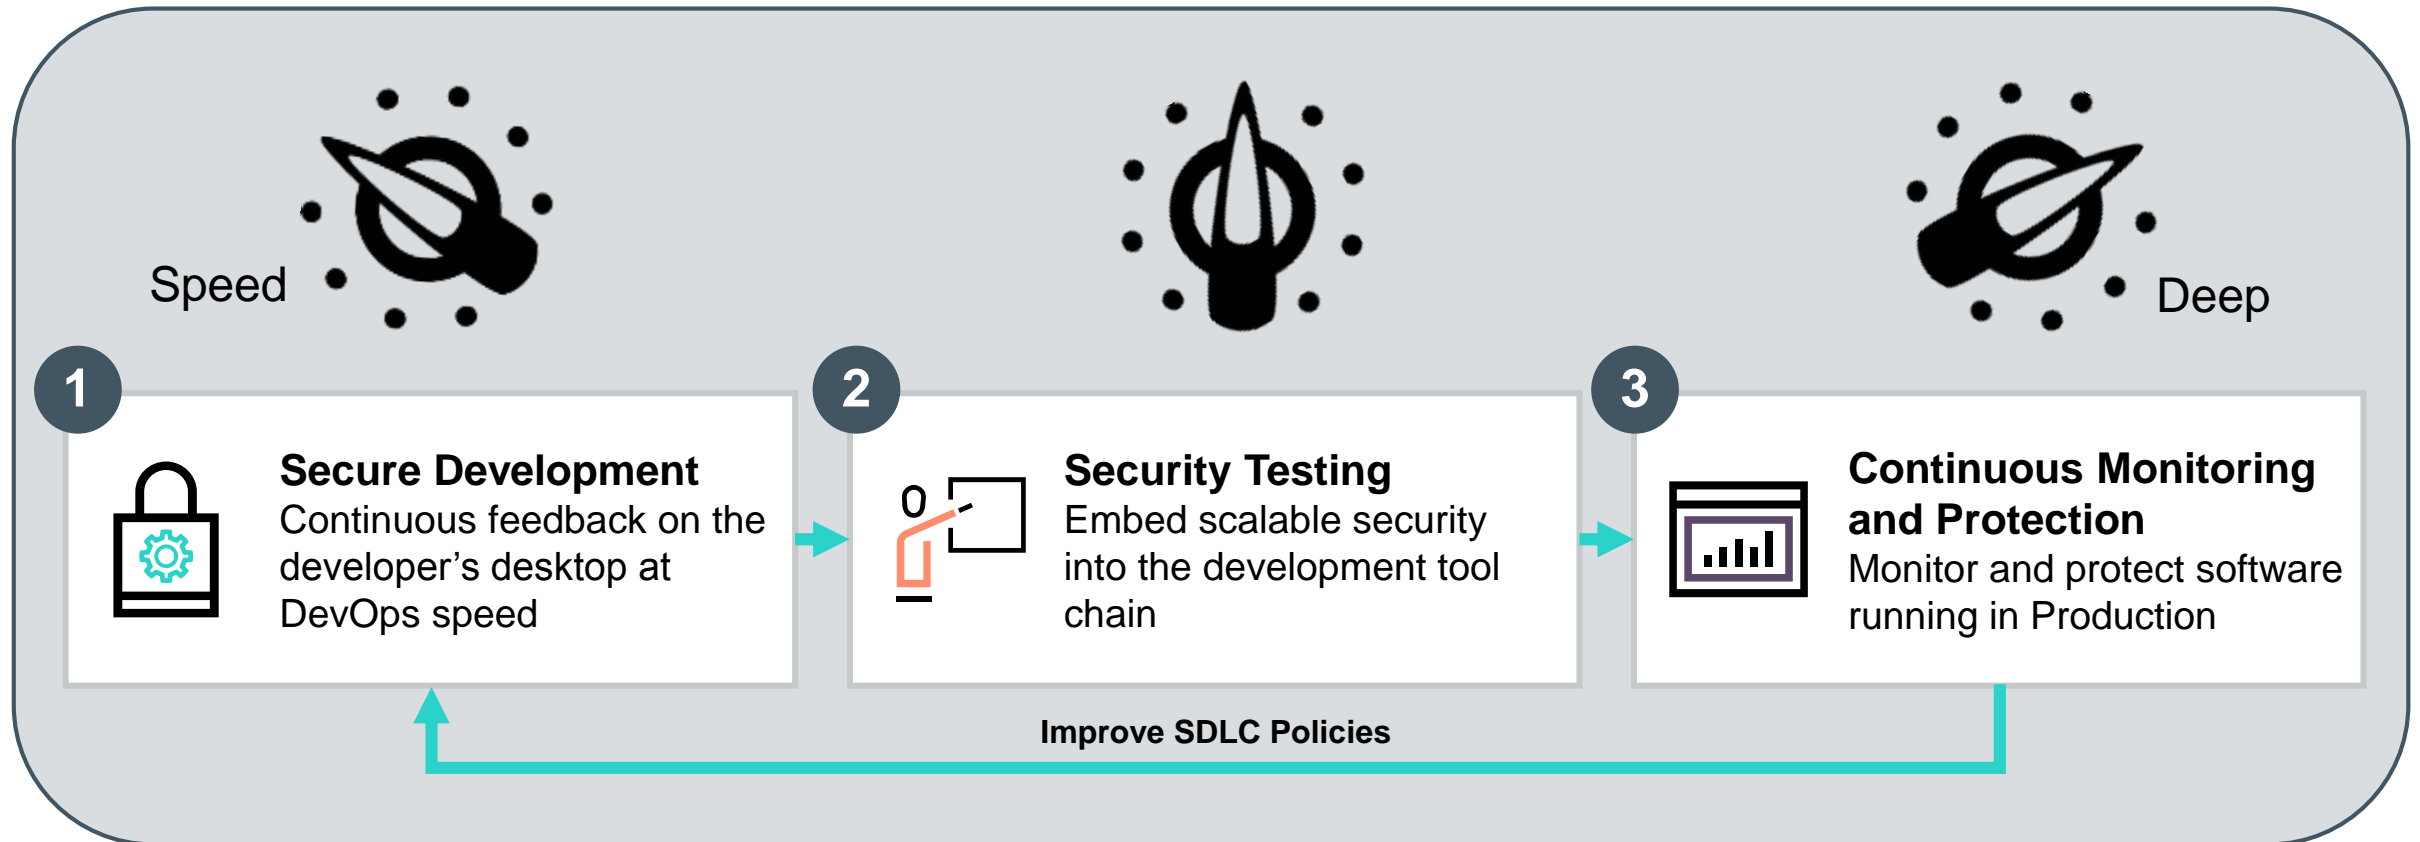 Speed
Deep
1
Secure Development
Continuous feedback on the
developer’s desktop at
DevOps speed
2
Security Testing
Embed scalable security
into the development tool
chain
3
Continuous Monitoring
and Protection
Monitor and protect software
running in Production
Improve SDLC Policies